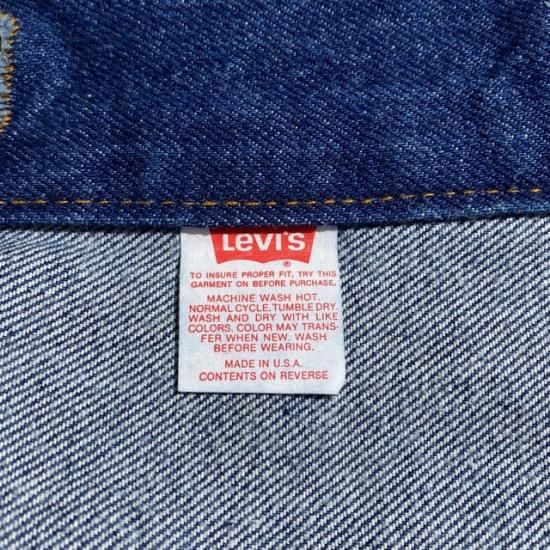 LEVI'S
®
TO INSURE PROPER FIT, TRY THIS
GARMENT ON BEFORE PURCHASE.
MACHINE WASH HOT.
NORMAL CYCLE. TUMBLE DRY.
WASH AND DRY WITH LIKE
COLORS. COLOR MAY TRANS-
FER WHEN NEW. WASH
BEFORE WEARING.
MADE IN U.S.A.
CONTENTS ON REVERSE